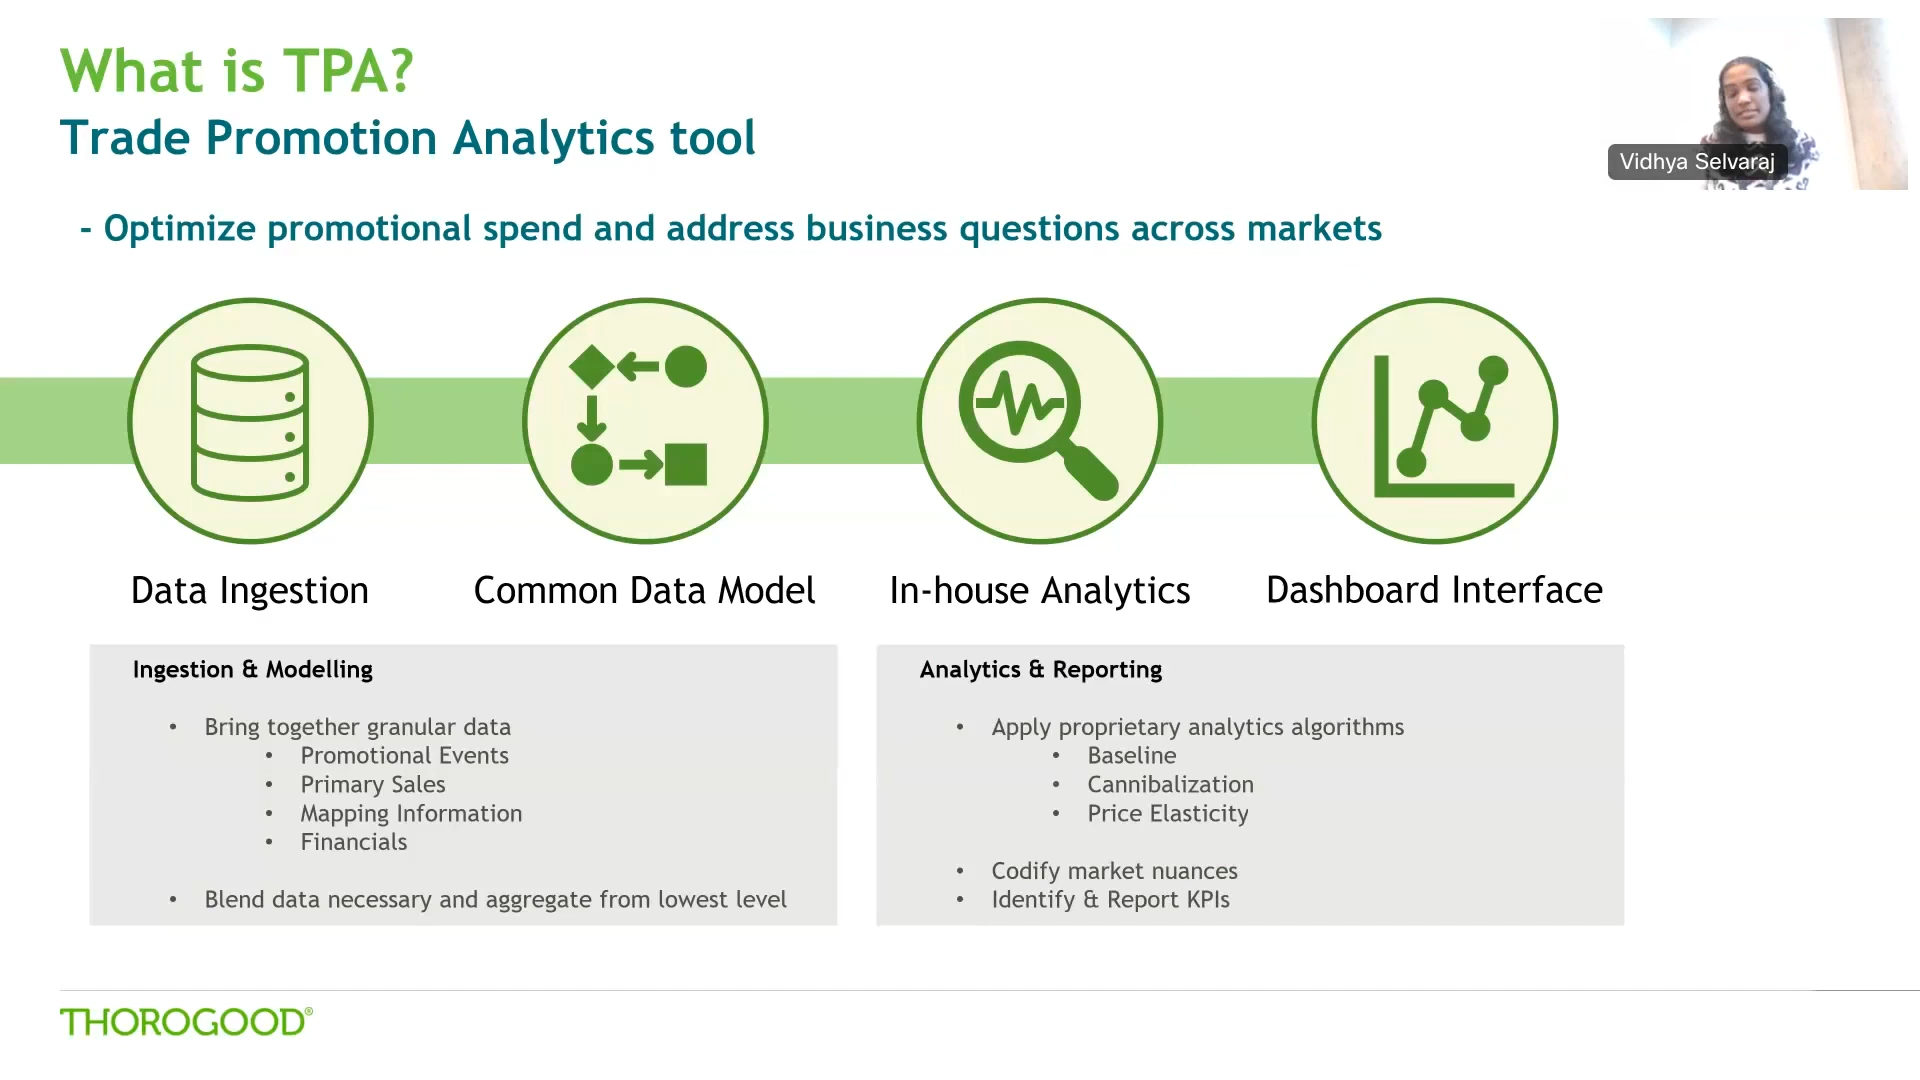 What is TPA?
Trade Promotion Analytics tool
Vidhya Selvaraj
- Optimize promotional spend and address business questions across markets
Data Ingestion
Common Data Model
In-house Analytics
Dashboard Interface
Ingestion & Modelling
• Bring together granular data
• Promotional Events
• Primary Sales
• Mapping Information
• Financials
• Blend data necessary and aggregate from lowest level
Analytics & Reporting
• Apply proprietary analytics algorithms
• Baseline
• Cannibalization
• Price Elasticity
• Codify market nuances
• Identify & Report KPIs
THOROGOOD®